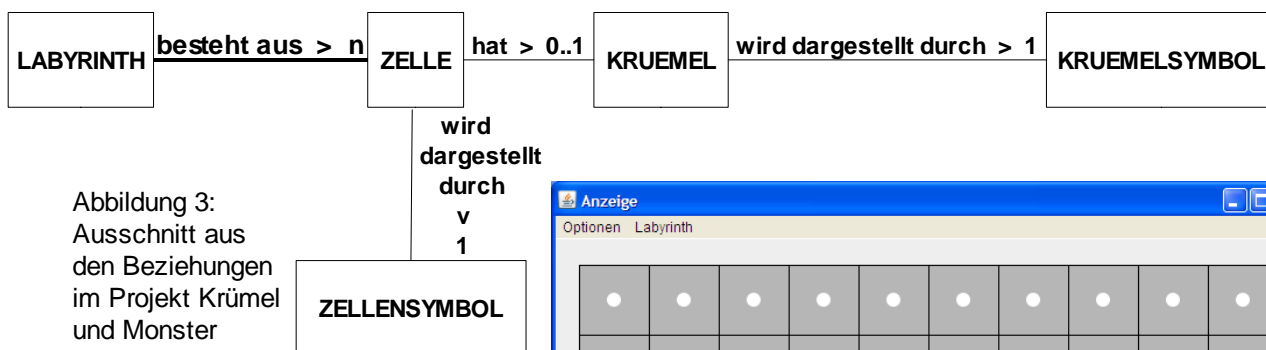 LABYRINTH besteht aus > n ZELLE hat > 0..1 KRUEMEL wird dargestellt durch > 1 KRUEMELSYMBOL
wird
dargestellt
durch
v
1
ZELLENSYMBOL
Abbildung 3:
Ausschnitt aus
den Beziehungen
im Projekt Krümel
und Monster
Anzeige
Optionen Labyrinth